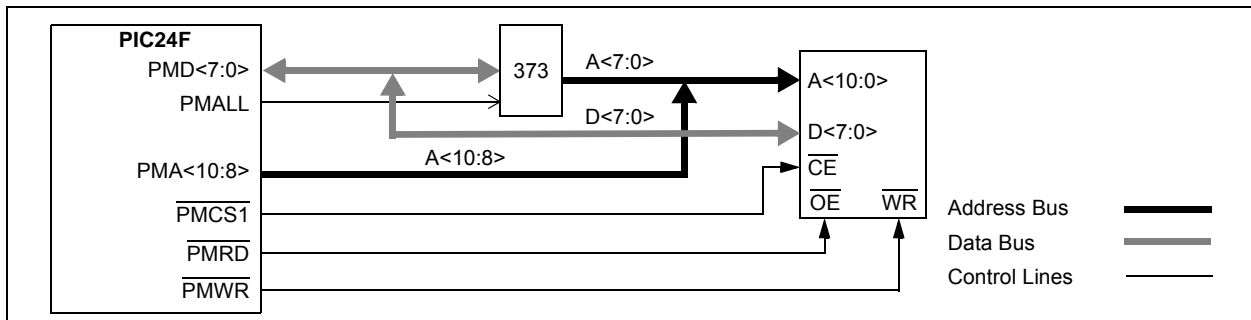 PIC24F
PMD<7:0>
373
A<7:0>
A<10:0>
PMALL
D<7:0>
D<7:0>
A<10:8>
PMA<10:8>
CE
PMCS1
OE WR
Address Bus
PMRD
Data Bus
PMWR
Control Lines